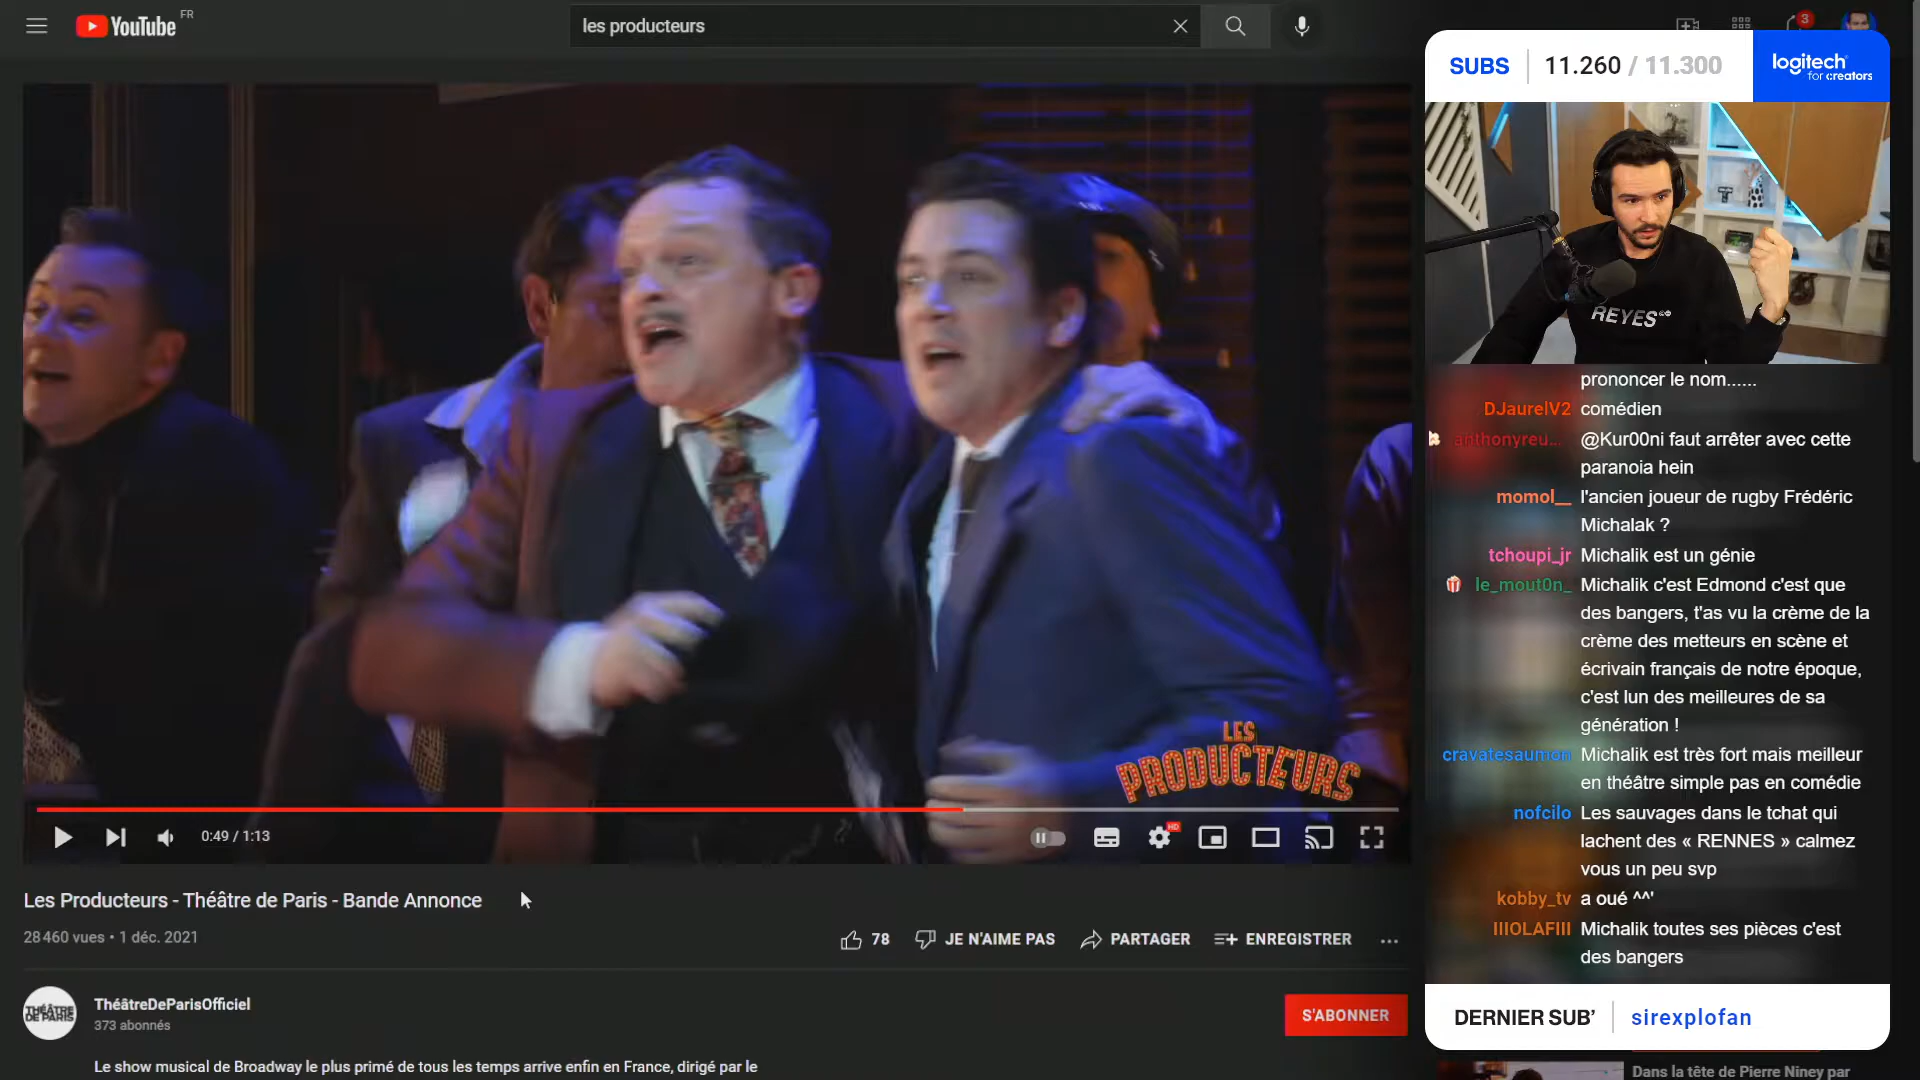 YouTube FR
les producteurs
3
SUBS 11.260 / 11.300
logitech
for creators
REYES
LES
PRODUCTEURS
0:49 / 1:13
HD
Les Producteurs - Théâtre de Paris - Bande Annonce
28 460 vues • 1 déc. 2021
78
JE N'AIME PAS
PARTAGER
ENREGISTRER
THÉÂTRE
DE PARIS
ThéâtreDeParisOfficiel
373 abonnés
S'ABONNER
Le show musical de Broadway le plus primé de tous les temps arrive enfin en France, dirigé par le
prononcer le nom......
DJaurelV2 comédien
anthonyreu... @Kur00ni faut arrêter avec cette
paranoia hein
momol__ l'ancien joueur de rugby Frédéric
Michalak ?
tchoupi_jr Michalik est un génie
le_mout0n_ Michalik c'est Edmond c'est que
des bangers, t'as vu la crème de la
crème des metteurs en scène et
écrivain français de notre époque,
c'est lun des meilleures de sa
génération !
cravatesaumon Michalik est très fort mais meilleur
en théâtre simple pas en comédie
nofcilo Les sauvages dans le tchat qui
lachent des « RENNES » calmez
vous un peu svp
kobby_tv a oué ^^'
IIIOLAFIII Michalik toutes ses pièces c'est
des bangers
DERNIER SUB' sirexplofan
Dans la tête de Pierre Niney par